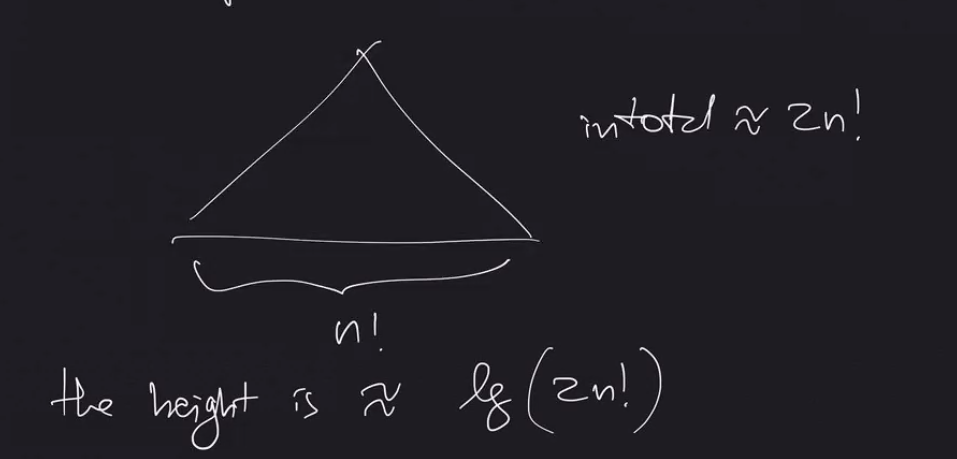 in total ≈ 2n!
n!
the height is ≈ lg(2n!)